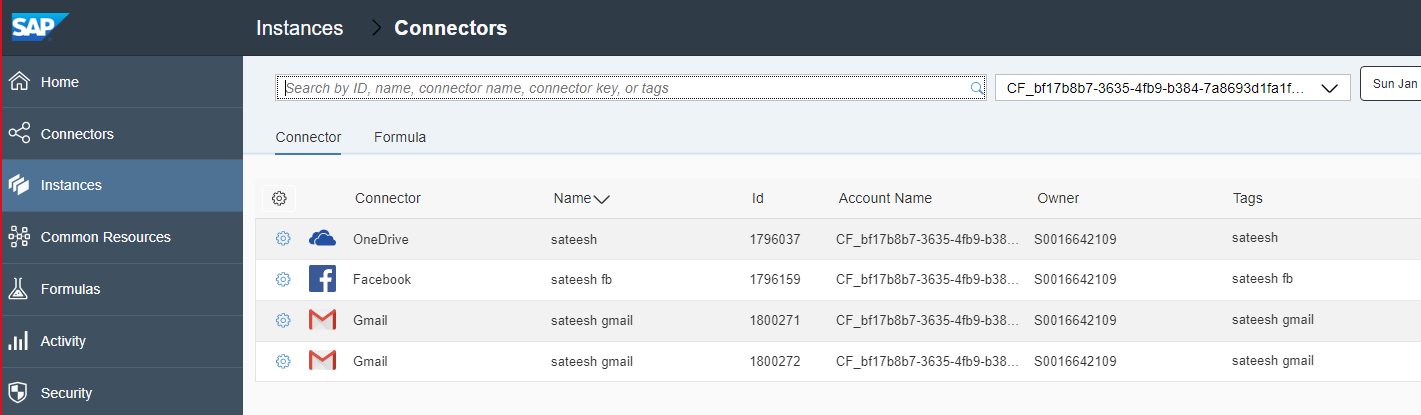 SAP
Instances > Connectors
Search by ID, name, connector name, connector key, or tags
CF_bf17b8b7-3635-4fb9-b384-7a8693d1fa1f...
Sun Jan
Home
Connectors
Instances
Common Resources
Formulas
Activity
Security
Connector Formula
Connector Name Id Account Name Owner Tags
OneDrive sateesh 1796037 CF_bf17b8b7-3635-4fb9-b38... S0016642109 sateesh
Facebook sateesh fb 1796159 CF_bf17b8b7-3635-4fb9-b38... S0016642109 sateesh fb
Gmail sateesh gmail 1800271 CF_bf17b8b7-3635-4fb9-b38... S0016642109 sateesh gmail
Gmail sateesh gmail 1800272 CF_bf17b8b7-3635-4fb9-b38... S0016642109 sateesh gmail